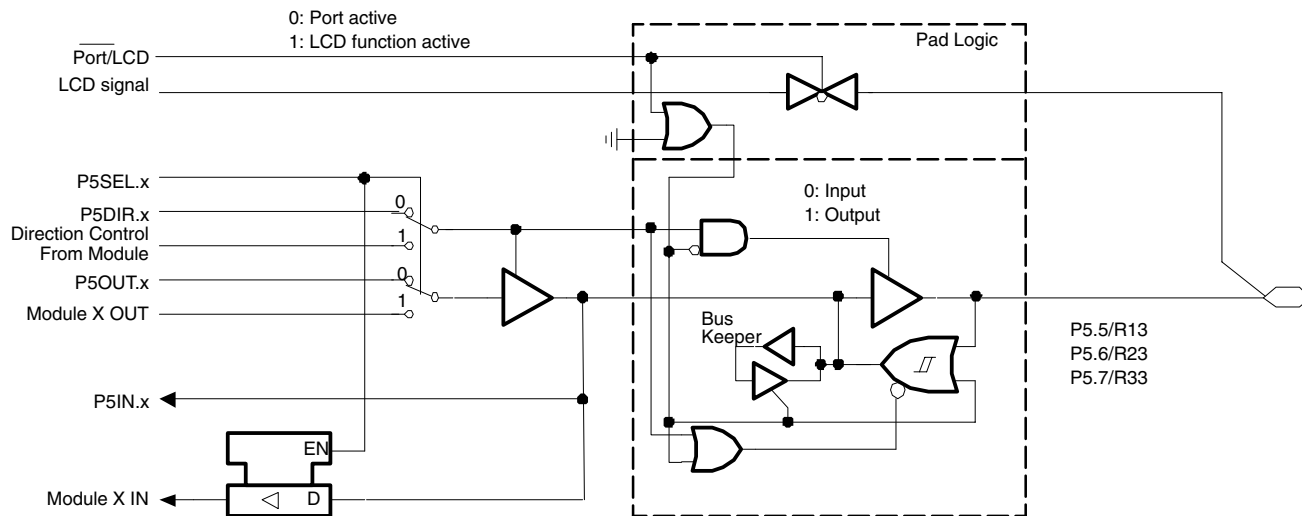 0: Port active
1: LCD function active
Pad Logic
Port/LCD
LCD signal
P5SEL.x
0
P5DIR.x
1
Direction Control
From Module
0
P5OUT.x
1
Module X OUT
0: Input
1: Output
Bus
Keeper
P5.5/R13
P5.6/R23
P5.7/R33
P5IN.x
EN
Module X IN
D